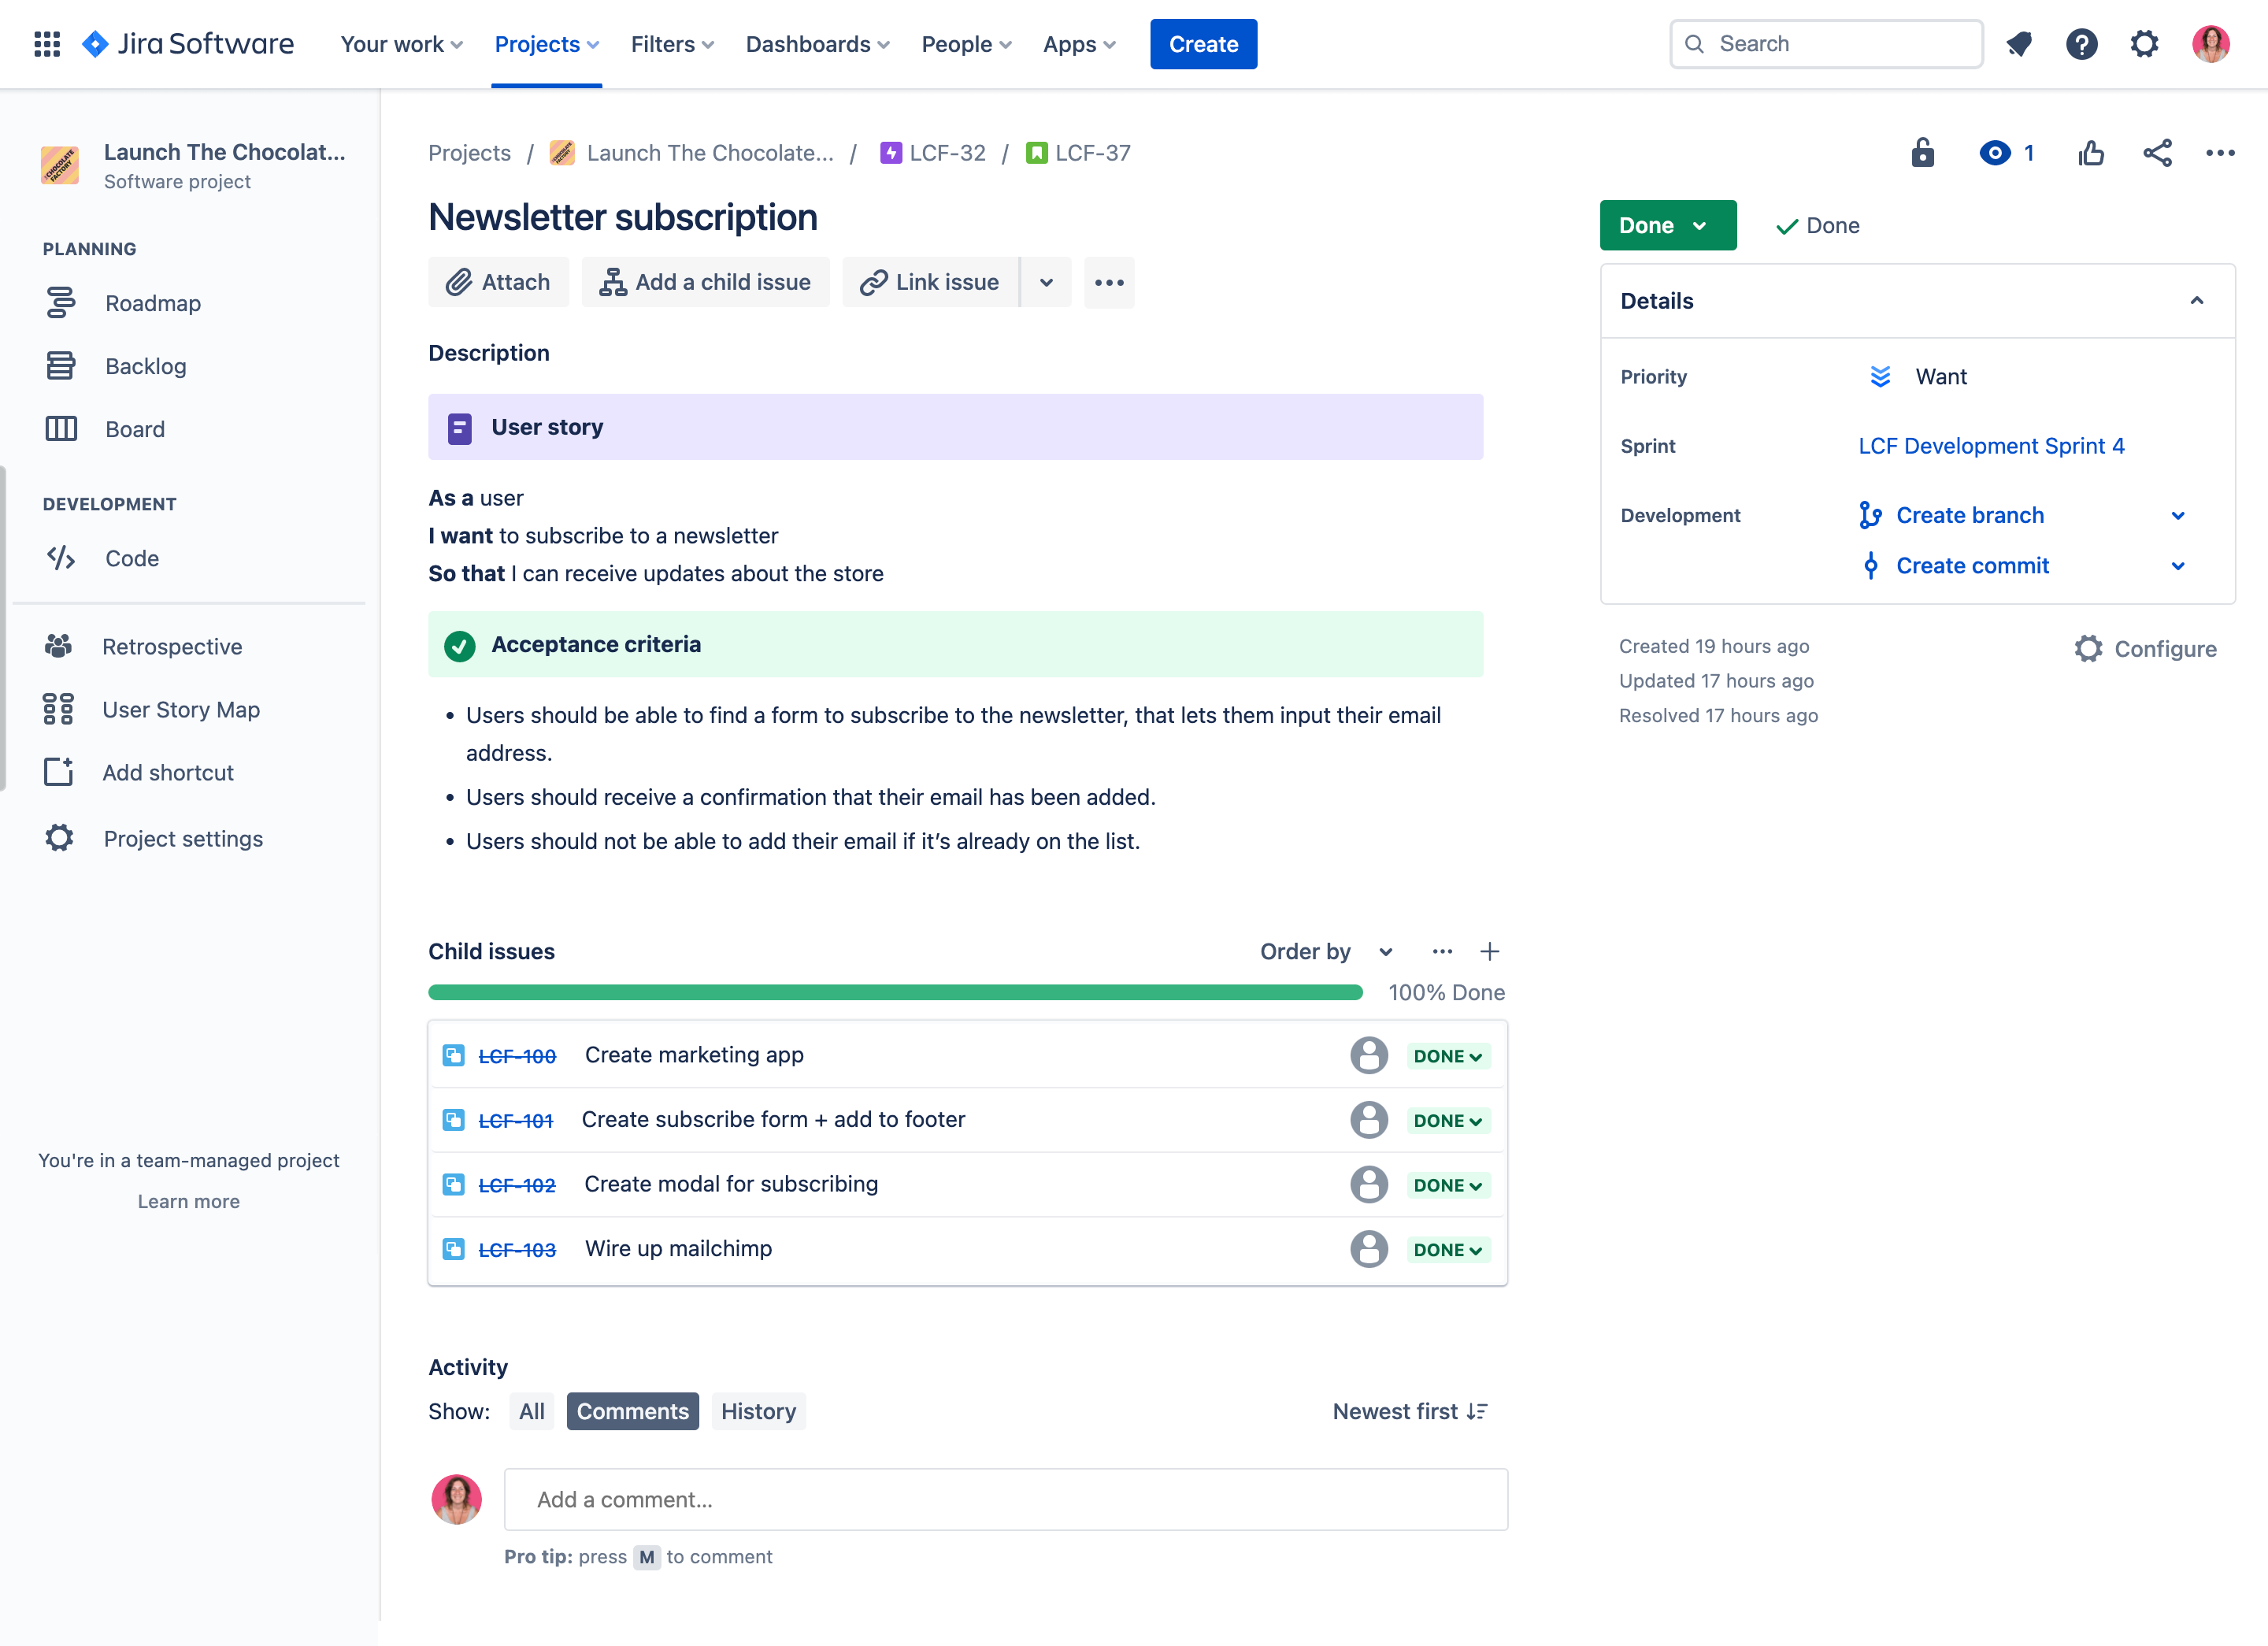 Jira Software
Your work
Projects
Filters
Dashboards
People
Apps
Create
Search
Launch The Chocolat...
Software project
PLANNING
Roadmap
Backlog
Board
DEVELOPMENT
Code
Retrospective
User Story Map
Add shortcut
Project settings
You're in a team-managed project
Learn more
Projects / CHOCOLATE FACTORY Launch The Chocolate... / LCF-32 / LCF-37
1
Newsletter subscription
Attach
Add a child issue
Link issue
Description
User story
As a user
I want to subscribe to a newsletter
So that I can receive updates about the store
Acceptance criteria
• Users should be able to find a form to subscribe to the newsletter, that lets them input their email
address.
• Users should receive a confirmation that their email has been added.
• Users should not be able to add their email if it’s already on the list.
Child issues
Order by
100% Done
LCF-100 Create marketing app DONE
LCF-101 Create subscribe form + add to footer DONE
LCF-102 Create modal for subscribing DONE
LCF-103 Wire up mailchimp DONE
Activity
Show: All Comments History
Newest first
Add a comment...
Pro tip: press M to comment
Done
Done
Details
Priority Want
Sprint LCF Development Sprint 4
Development Create branch
Create commit
Created 19 hours ago
Updated 17 hours ago
Resolved 17 hours ago
Configure